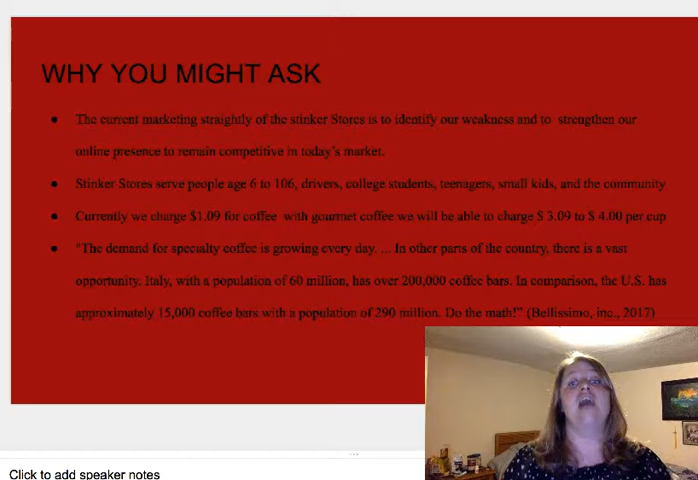 WHY YOU MIGHT ASK
● The current marketing straightly of the stinker Stores is to identify our weakness and to strengthen our
online presence to remain competitive in today's market.
● Stinker Stores serve people age 6 to 106, drivers, college students, teenagers, small kids, and the community
● Currently we charge $1.09 for coffee with gourmet coffee we will be able to charge $ 3.09 to $ 4.00 per cup
● "The demand for specialty coffee is growing every day. ... In other parts of the country, there is a vast
opportunity. Italy, with a population of 60 million, has over 200,000 coffee bars. In comparison, the U.S. has
approximately 15,000 coffee bars with a population of 290 million. Do the math!" (Bellissimo, inc., 2017)
Click to add speaker notes